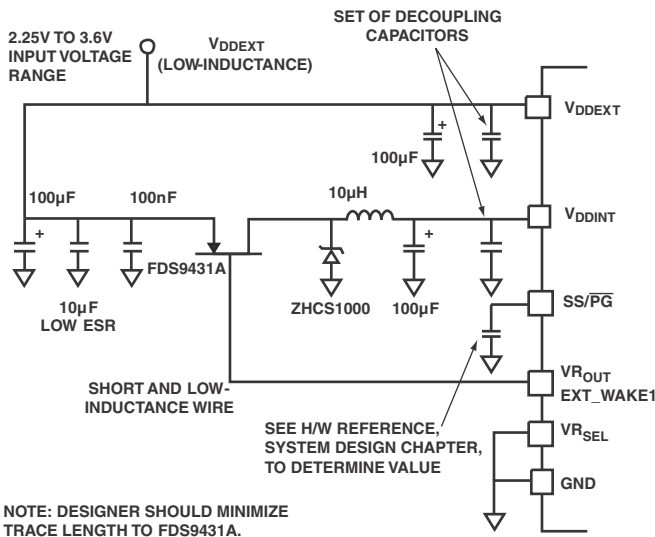 SET OF DECOUPLING
CAPACITORS
2.25V TO 3.6V
INPUT VOLTAGE
RANGE
VDDEXT
(LOW-INDUCTANCE)
VDDEXT
+
100µF
100µF
100nF
10µH
VDDINT
+
+
FDS9431A
ZHCS1000
100µF
10µF
LOW ESR
SS/PG
SHORT AND LOW-
INDUCTANCE WIRE
VROUT
EXT_WAKE1
SEE H/W REFERENCE,
SYSTEM DESIGN CHAPTER,
TO DETERMINE VALUE
VRSEL
GND
NOTE: DESIGNER SHOULD MINIMIZE
TRACE LENGTH TO FDS9431A.